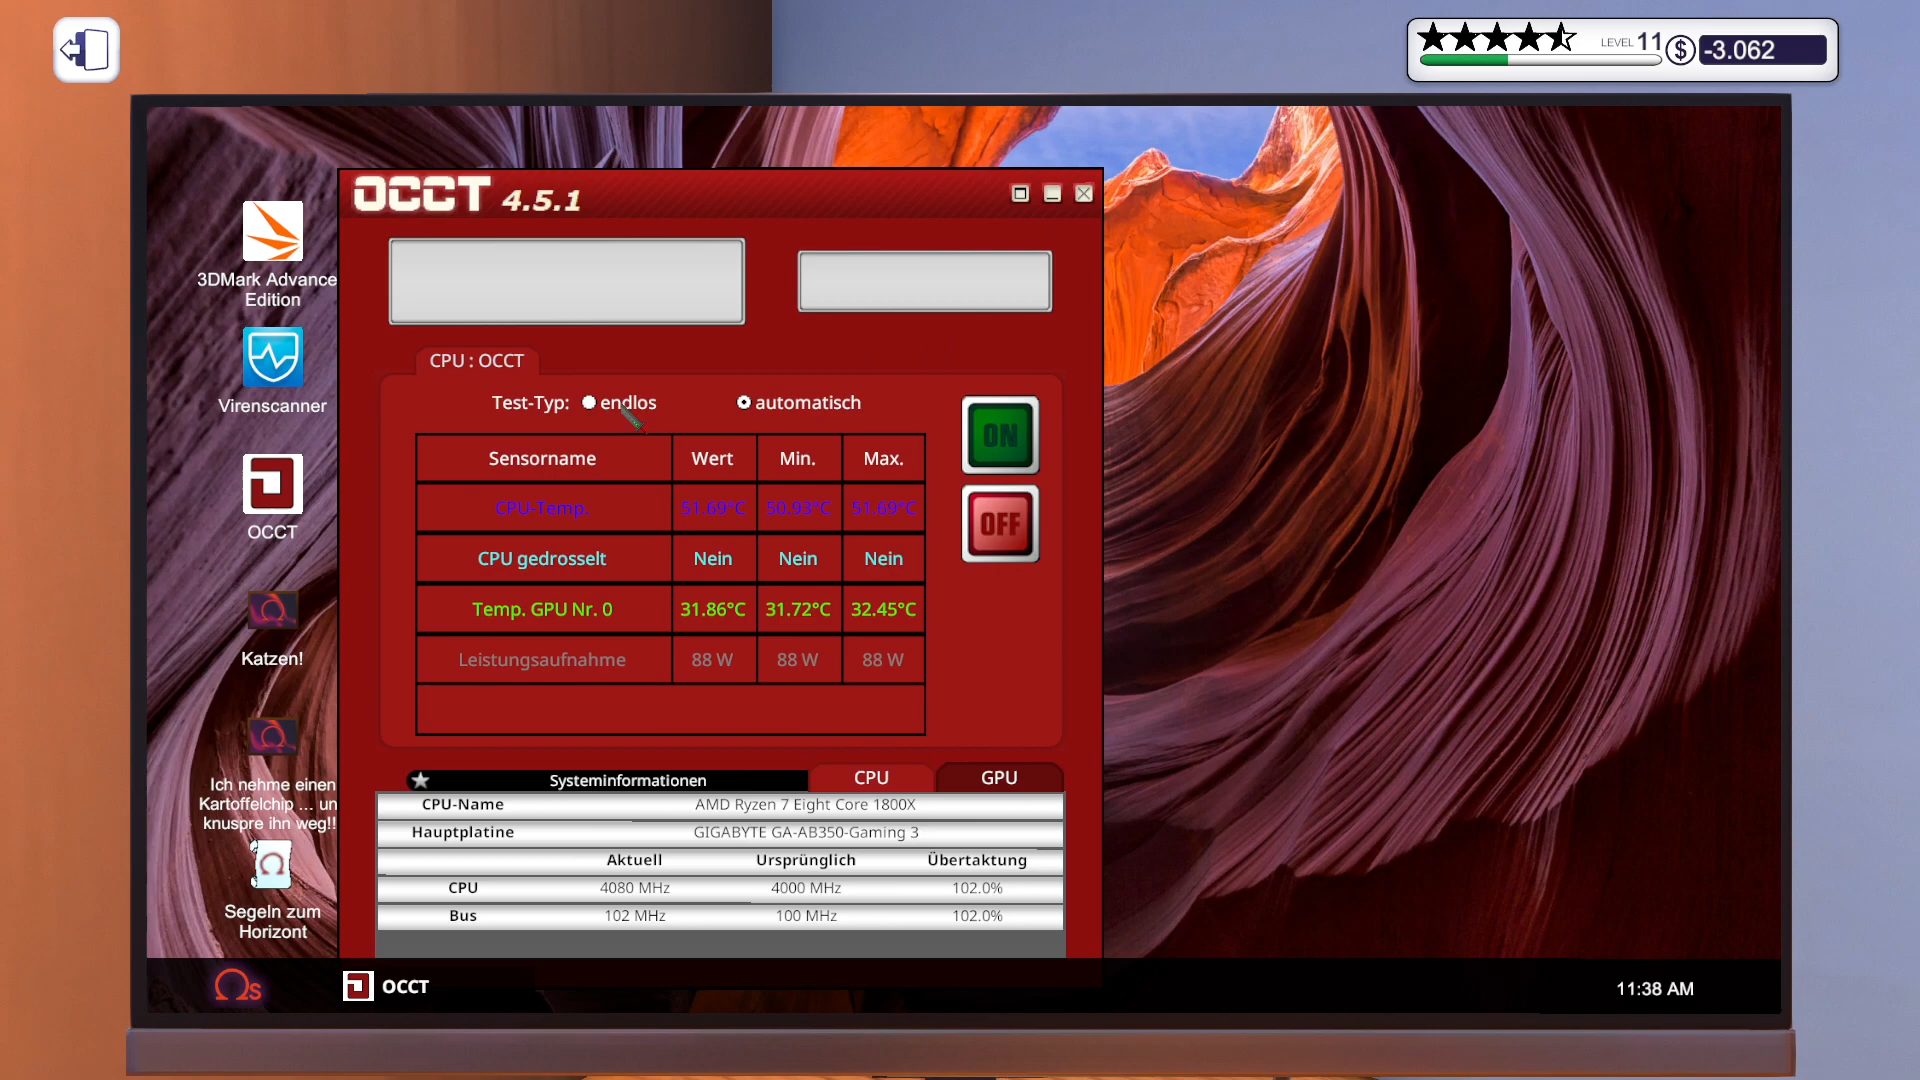 LEVEL 11 $ -3.062
3DMark Advance
Edition
Virenscanner
OCCT
Katzen!
Ich nehme einen
Kartoffelchip ... un
knuspre ihn weg!!
Segeln zum
Horizont
OCCT 4.5.1
CPU : OCCT
Test-Typ: endlos automatisch
ON
OFF
Sensorname Wert Min. Max.
CPU-Temp. 51.69°C 50.93°C 51.69°C
CPU gedrosselt Nein Nein Nein
Temp. GPU Nr. 0 31.86°C 31.72°C 32.45°C
Leistungsaufnahme 88 W 88 W 88 W
Systeminformationen CPU GPU
CPU-Name AMD Ryzen 7 Eight Core 1800X
Hauptplatine GIGABYTE GA-AB350-Gaming 3
Aktuell Ursprünglich Übertaktung
CPU 4080 MHz 4000 MHz 102.0%
Bus 102 MHz 100 MHz 102.0%
Ωs OCCT 11:38 AM